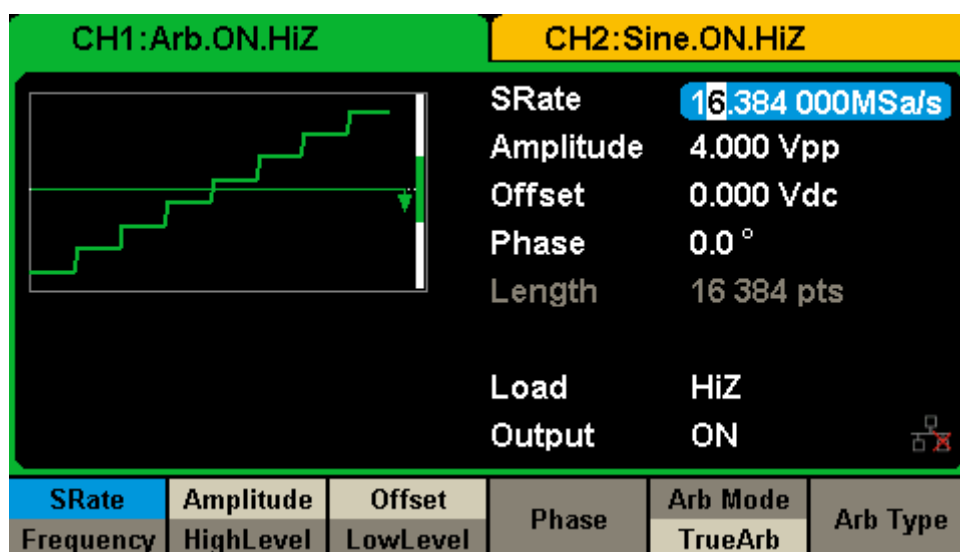 CH1:Arb.ON.HiZ
CH2:Sine.ON.HiZ
SRate 16.384 000MSa/s
Amplitude 4.000 Vpp
Offset 0.000 Vdc
Phase 0.0 °
Length 16 384 pts
Load HiZ
Output ON
SRate Amplitude Offset Phase Arb Mode Arb Type
Frequency HighLevel LowLevel TrueArb